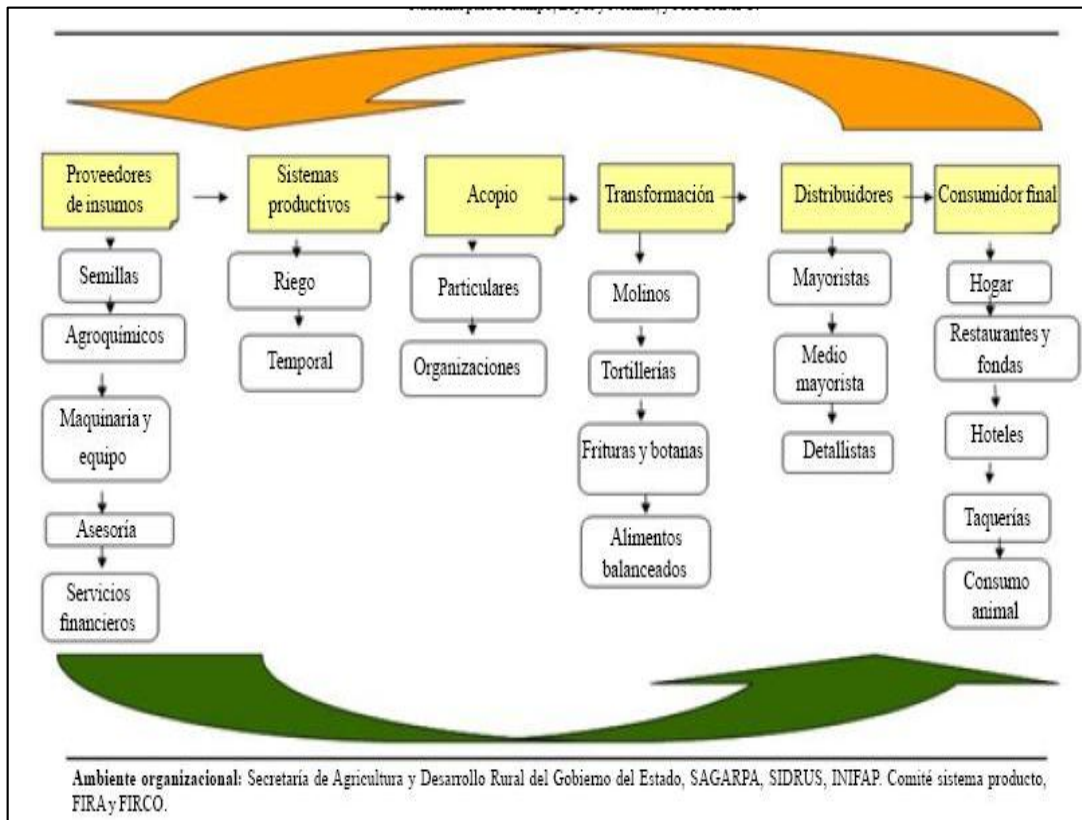 Proveedores
de insumos
Sistemas
productivos
Acopio
Transformación
Distribuidores
Consumidor final
Semillas
Agroquímicos
Maquinaria y
equipo
Asesoría
Servicios
financieros
Riego
Temporal
Particulares
Organizaciones
Molinos
Tortillerías
Frituras y botanas
Alimentos
balanceados
Mayoristas
Medio
mayorista
Detallistas
Hogar
Restaurantes y
fondas
Hoteles
Taquerías
Consumo
animal
Ambiente organizacional: Secretaría de Agricultura y Desarrollo Rural del Gobierno del Estado, SAGARPA, SIDRUS, INIFAP. Comité sistema producto,
FIRA y FIRCO.